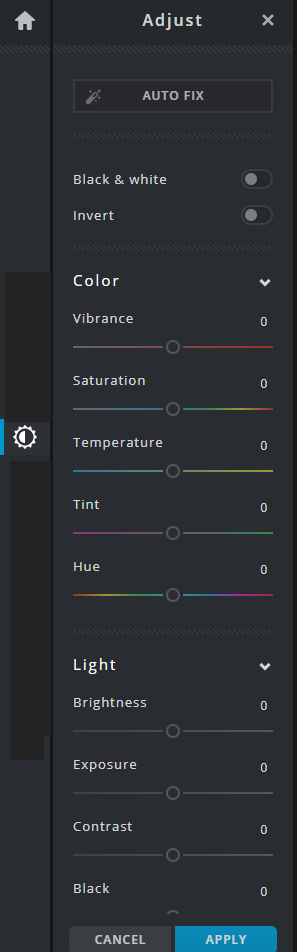 Adjust
AUTO FIX
Black & white
Invert
Color
Vibrance 0
Saturation 0
Temperature 0
Tint 0
Hue 0
Light
Brightness 0
Exposure 0
Contrast 0
Black 0
CANCEL APPLY